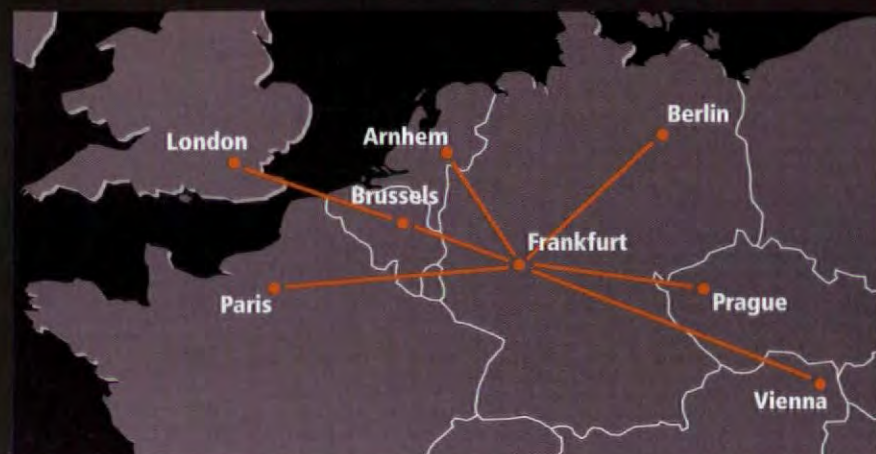 Berlin
London
Arnhem
Brussels
Frankfurt
Paris
Prague
Vienna